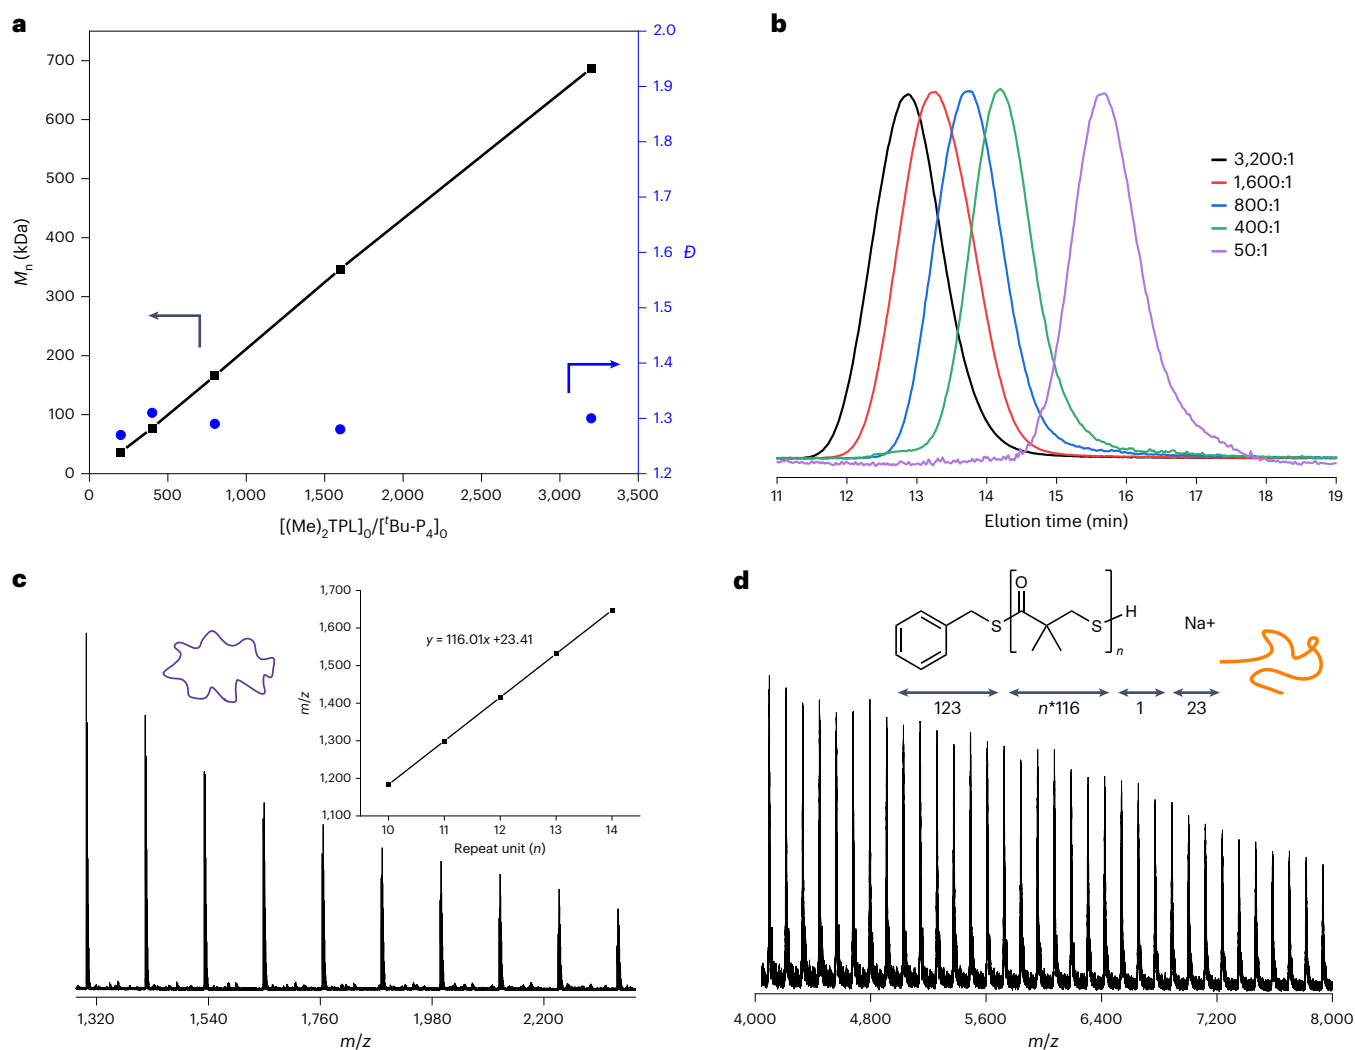 a
700
600
500
400
300
200
100
0
Mn (kDa)
2.0
1.9
1.8
1.7
1.6
1.5
1.4
1.3
1.2
Đ
0 500 1,000 1,500 2,000 2,500 3,000 3,500
[(Me)2TPL]0/[tBu-P4]0
b
3,200:1
1,600:1
800:1
400:1
50:1
11 12 13 14 15 16 17 18 19
Elution time (min)
c
1,700
1,600
1,500
1,400
1,300
1,200
1,100
m/z
y = 116.01x +23.41
10 11 12 13 14
Repeat unit (n)
1,320 1,540 1,760 1,980 2,200
m/z
d
O
S
S
H
n
Na+
123 n*116 1 23
4,000 4,800 5,600 6,400 7,200 8,000
m/z